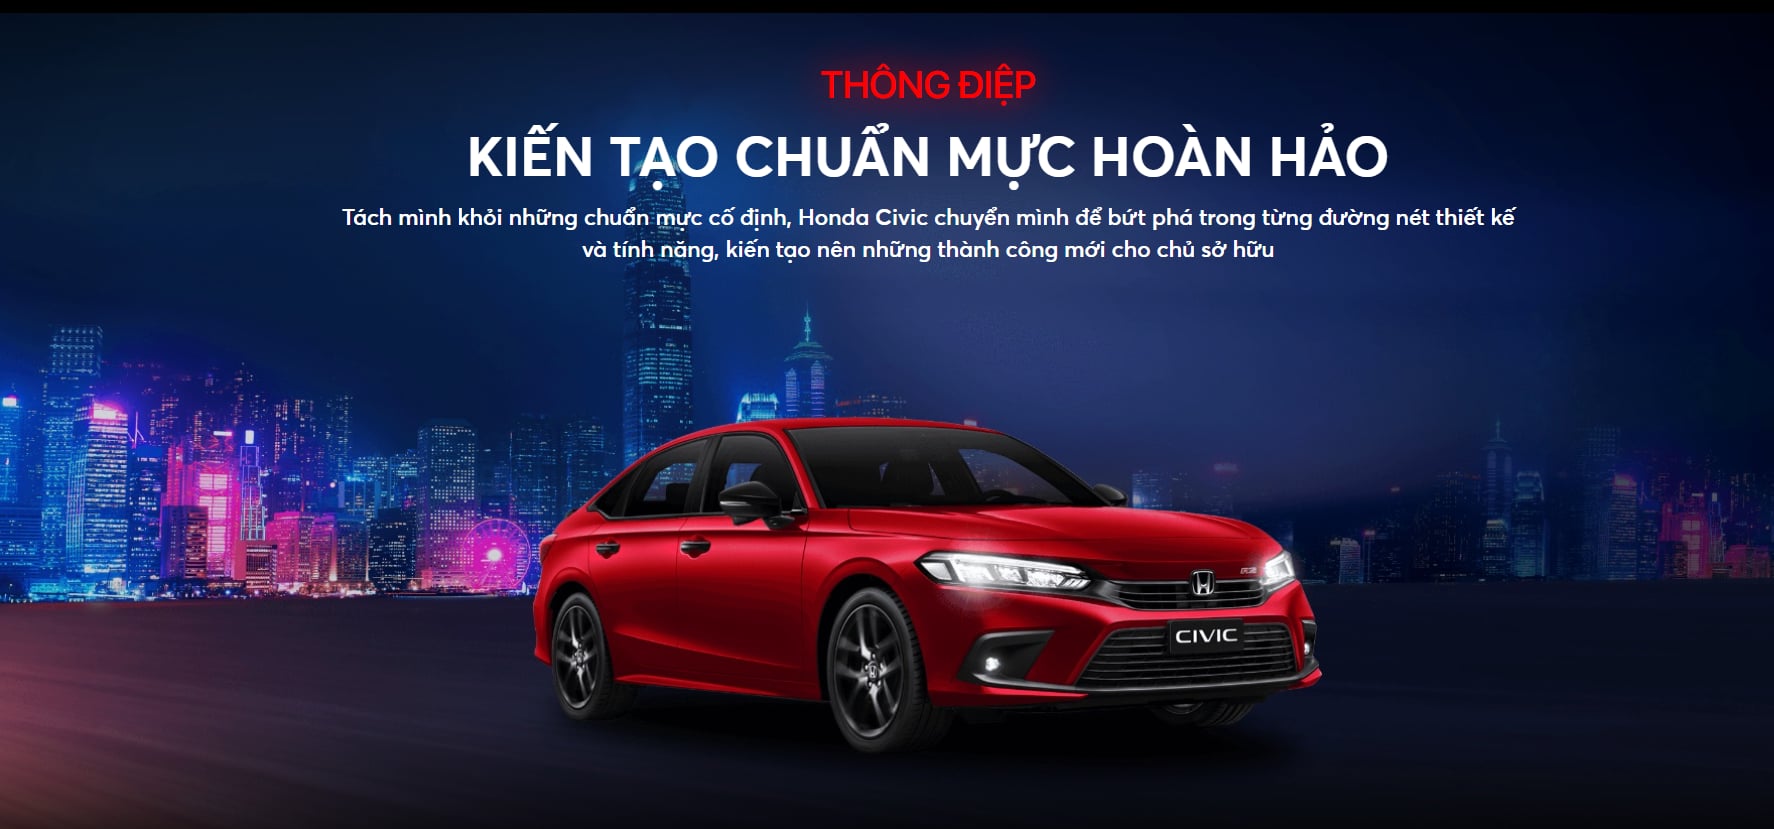 THÔNG ĐIỆP
KIẾN TẠO CHUẨN MỰC HOÀN HẢO
Tách mình khỏi những chuẩn mực cố định, Honda Civic chuyển mình để bứt phá trong từng đường nét thiết kế
và tính năng, kiến tạo nên những thành công mới cho chủ sở hữu
RS
CIVIC